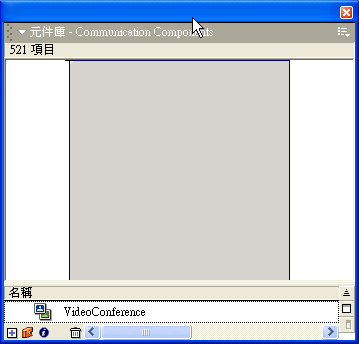 元件庫 - Communication Components
521 項目
名稱
VideoConference